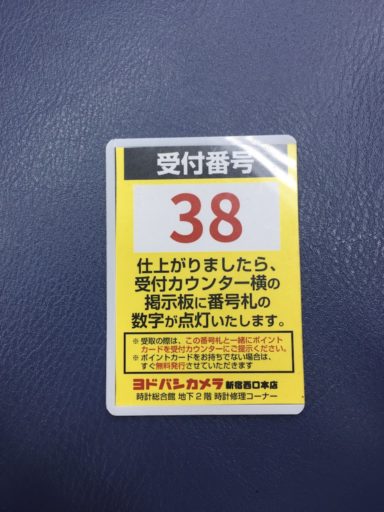 受付番号
38
仕上がりましたら、
受付カウンター横の
掲示板に番号札の
数字が点灯いたします。
※受取の際は、この番号札と一緒にポイント
カードを受付カウンターにご提示ください。
※ポイントカードをお持ちでない場合は、
すぐ無料発行させていただきます
ヨドバシカメラ 新宿西口本店
時計総合館 地下2階 時計修理コーナー